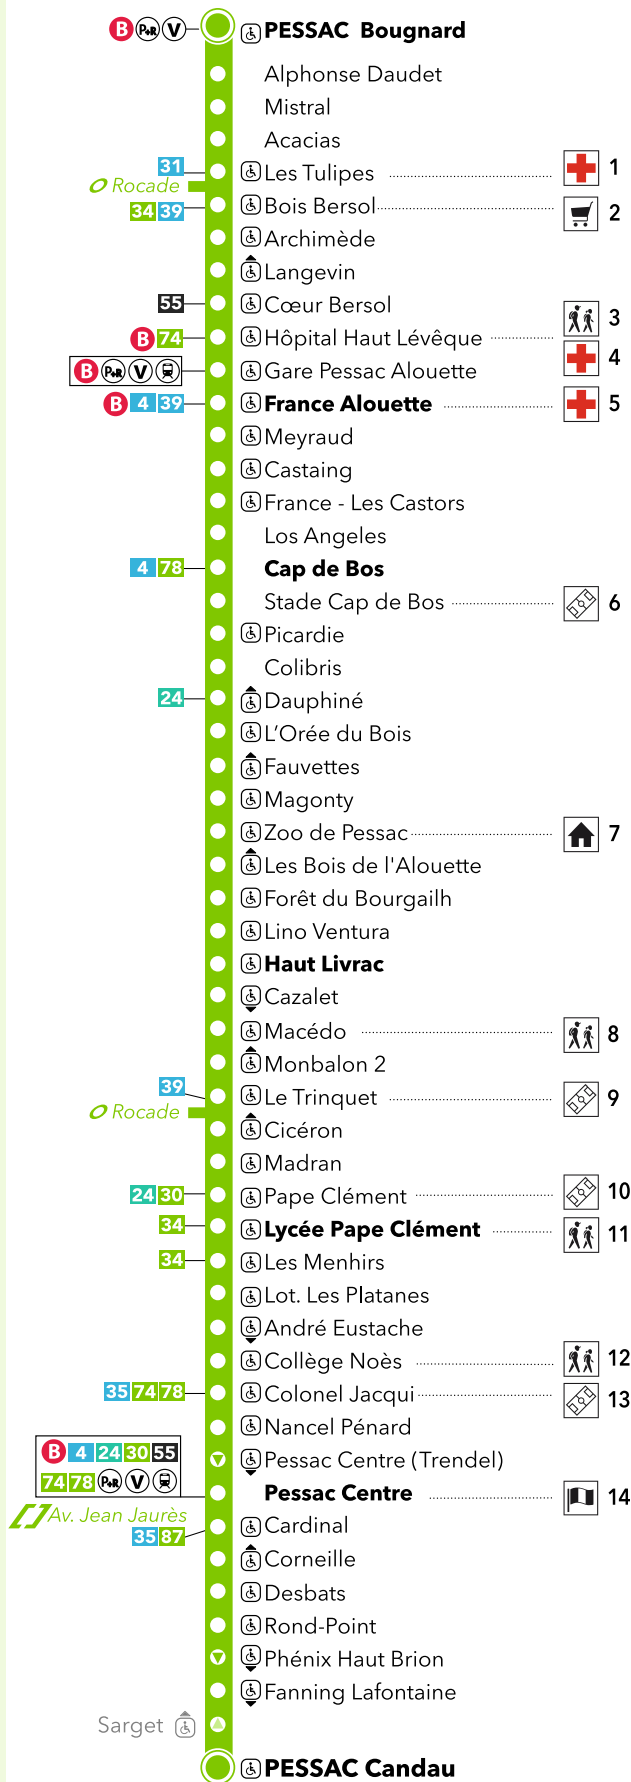 B P+R V PESSAC Bougnard
Alphonse Daudet
Mistral
Acacias
31 Les Tulipes 1
Rocade
34 39 Bois Bersol 2
Archimède
Langevin
55 Cœur Bersol
B 74 Hôpital Haut Lévêque 3
4
B P+R V Gare Pessac Alouette
B 4 39 France Alouette 5
Meyraud
Castaing
France - Les Castors
Los Angeles
4 78 Cap de Bos
Stade Cap de Bos 6
Picardie
Colibris
24 Dauphiné
L'Orée du Bois
Fauvettes
Magonty
Zoo de Pessac 7
Les Bois de l'Alouette
Forêt du Bourgailh
Lino Ventura
Haut Livrac
Cazalet
Macédo 8
Monbalon 2
39 Le Trinquet 9
Rocade
Cicéron
Madran
24 30 Pape Clément 10
34 Lycée Pape Clément 11
34 Les Menhirs
Lot. Les Platanes
André Eustache
Collège Noès 12
35 74 78 Colonel Jacqui 13
Nancel Pénard
Pessac Centre (Trendel)
B 4 24 30 55
74 78 P+R V
Pessac Centre 14
Av. Jean Jaurès
35 87 Cardinal
Corneille
Desbats
Rond-Point
Phénix Haut Brion
Fanning Lafontaine
Sarget
PESSAC Candau